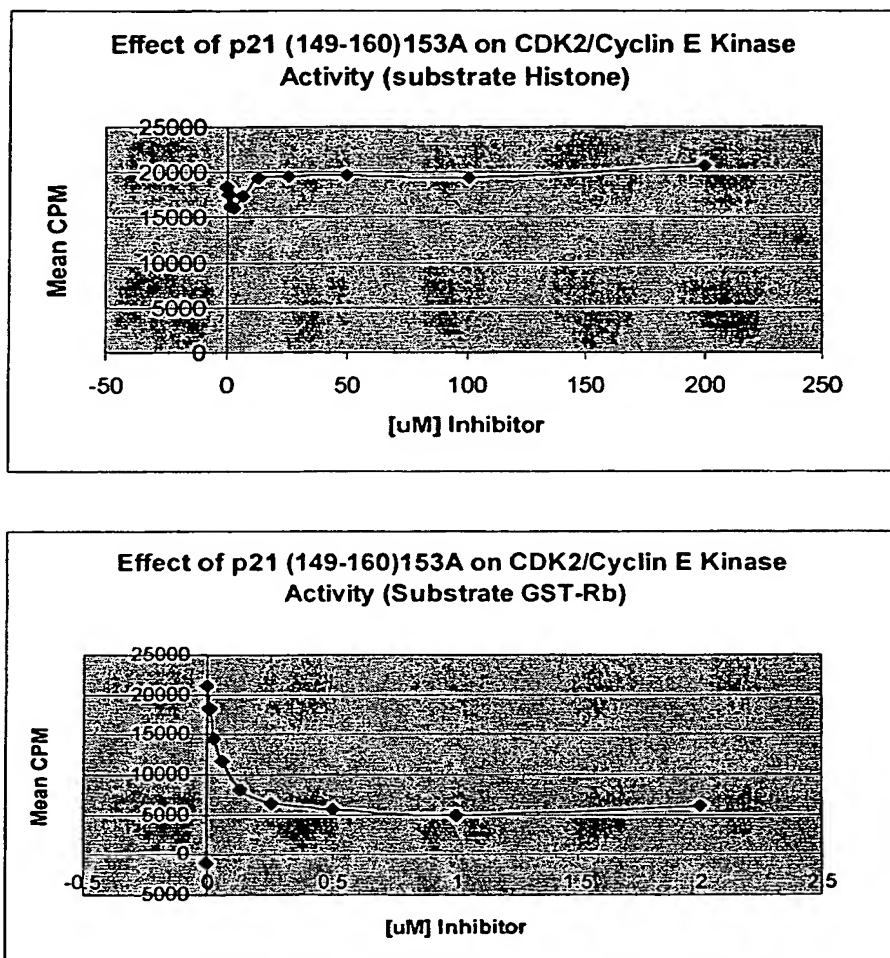 Effect of p21 (149-160)153A on CDK2/Cyclin E Kinase
Activity (substrate Histone)
Mean CPM
25000
20000
15000
10000
5000
0
-50 0 50 100 150 200 250
[uM] Inhibitor
Effect of p21 (149-160)153A on CDK2/Cyclin E Kinase
Activity (Substrate GST-Rb)
Mean CPM
25000
20000
15000
10000
5000
0
-0.5 0 0.5 1 1.5 2 2.5
5000
[uM] Inhibitor